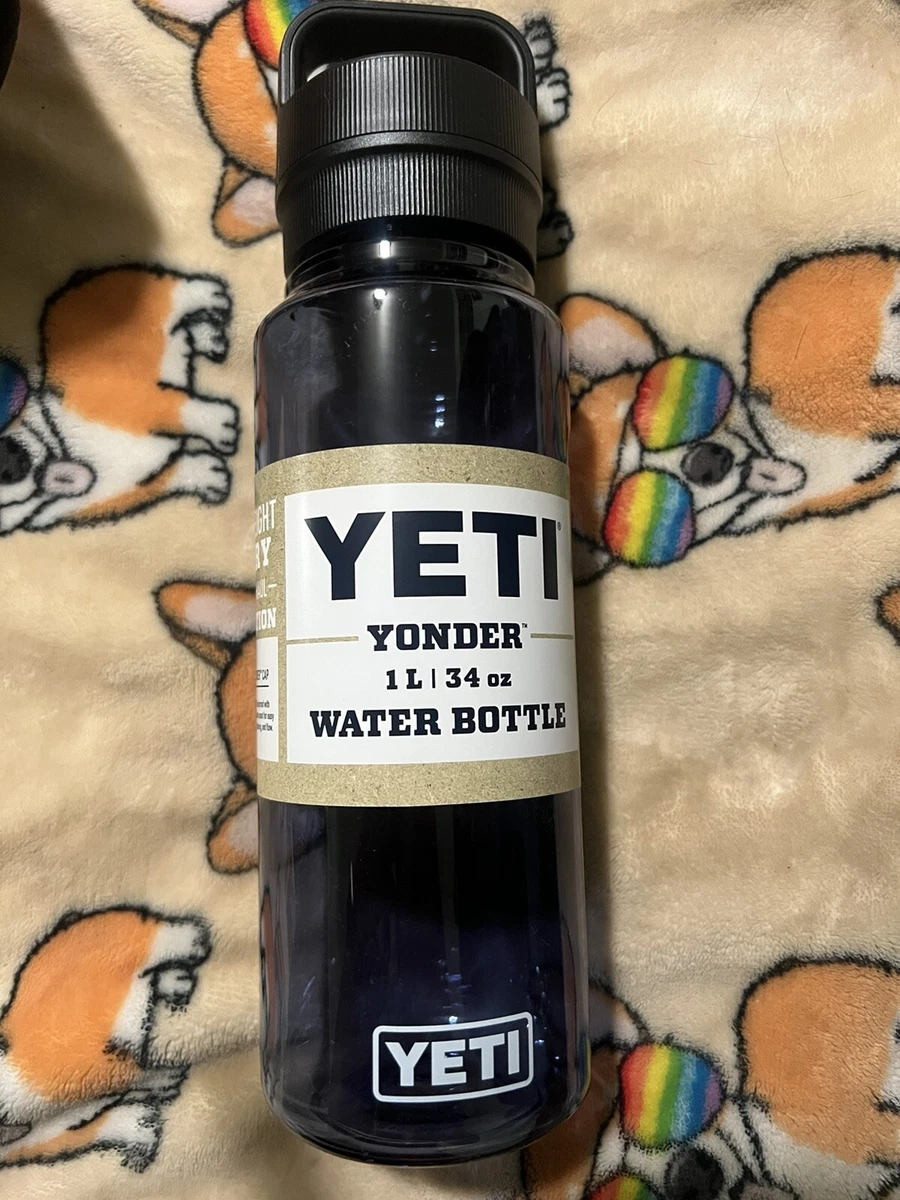 YETI®
YONDER™
1 L | 34 oz
WATER BOTTLE
YETI